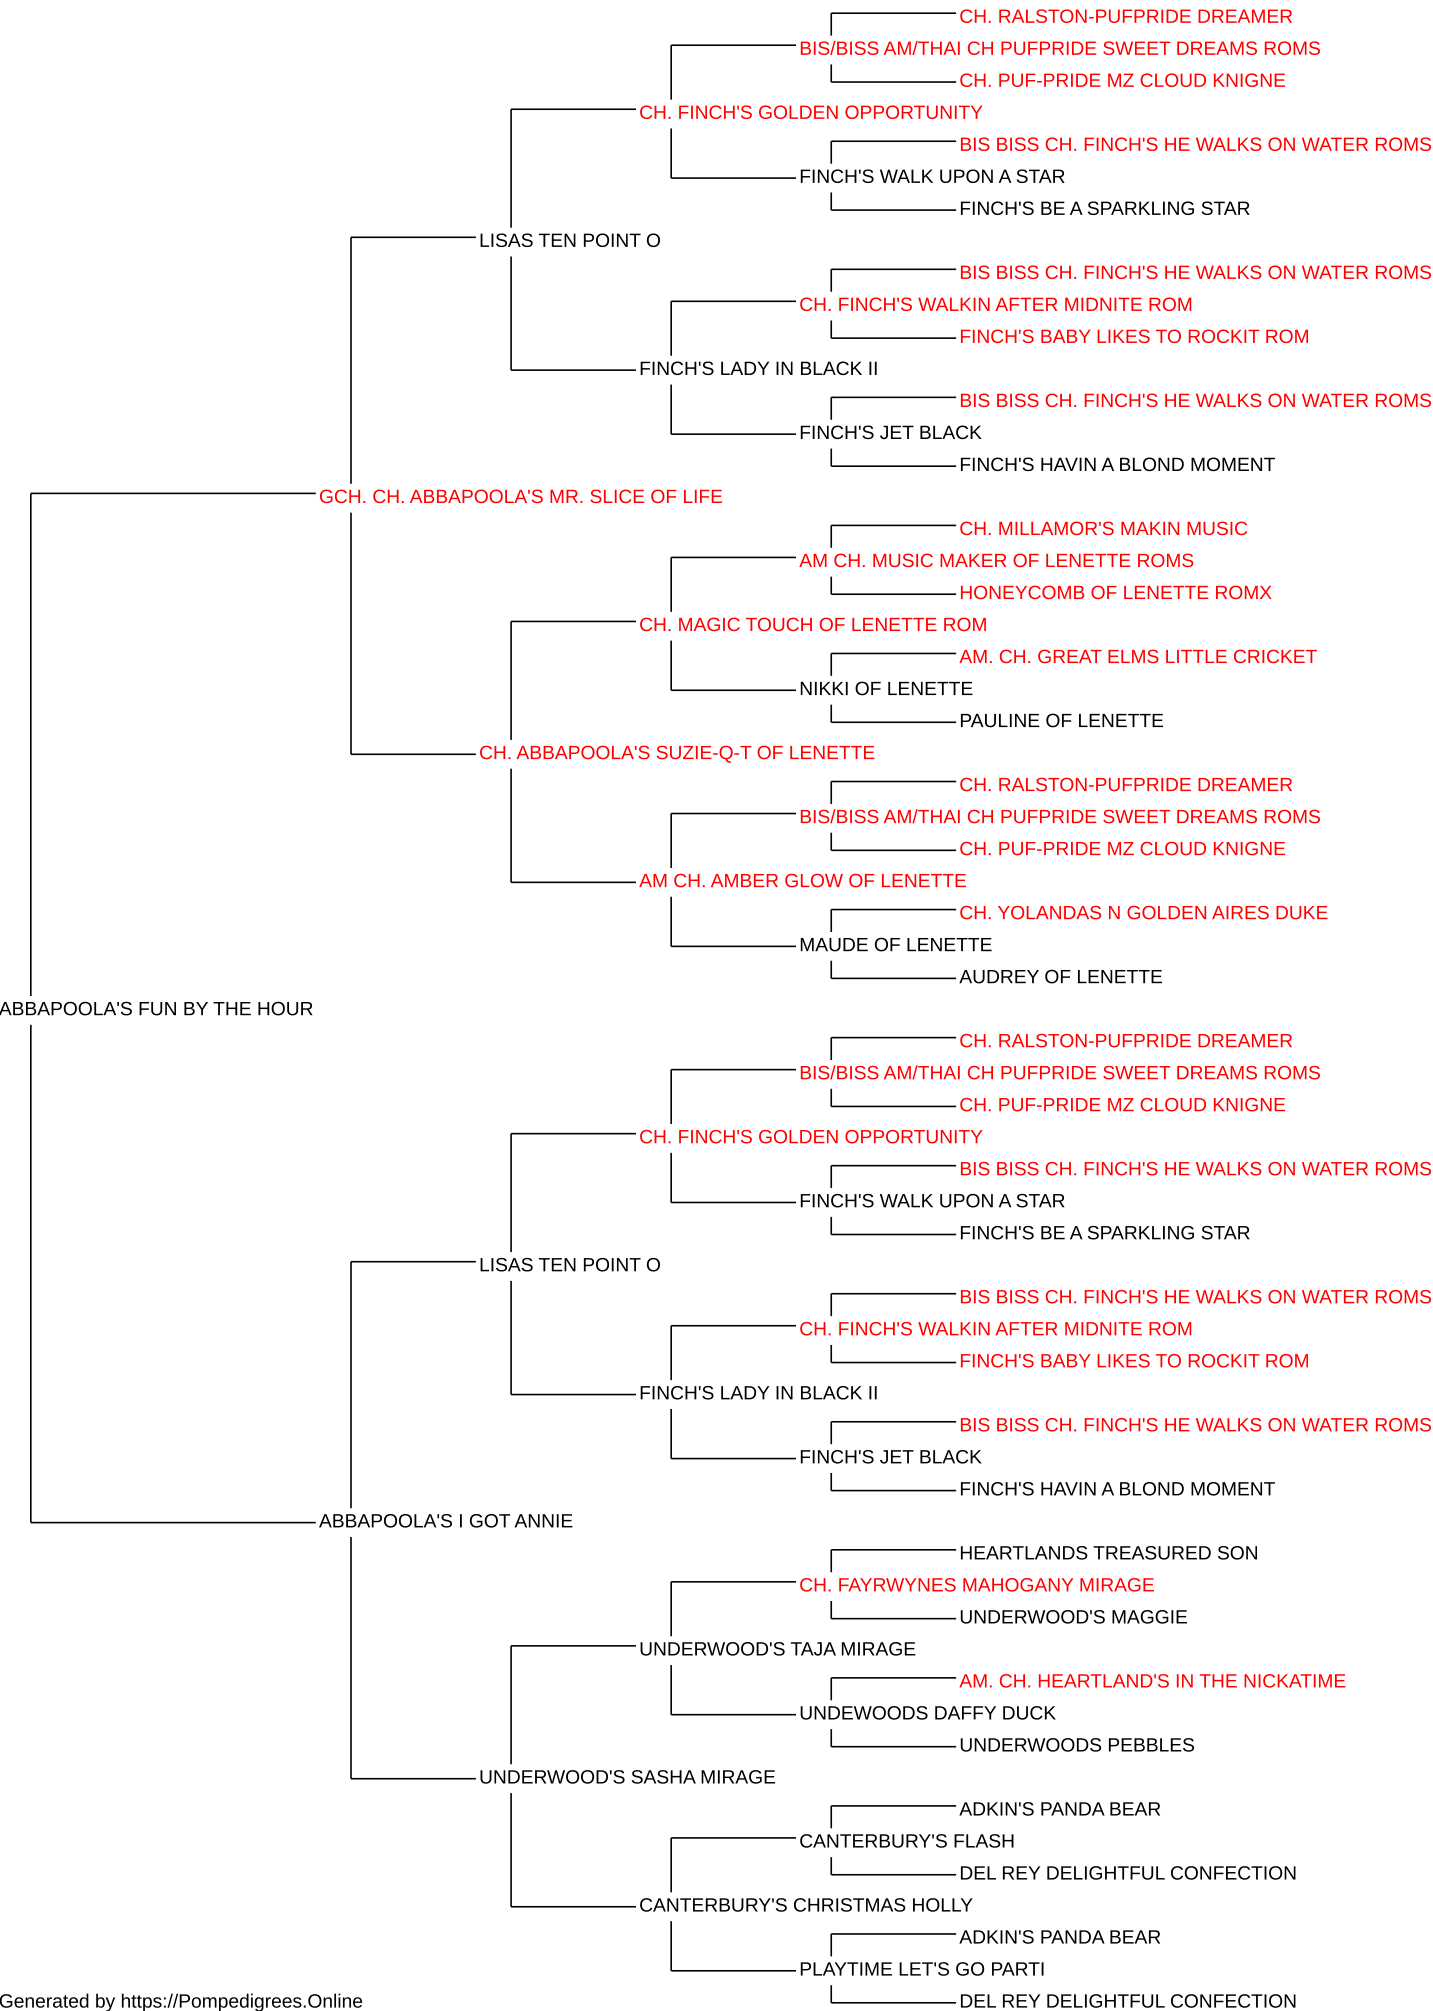 CH. RALSTON-PUFPRIDE DREAMER
BIS/BISS AM/THAI CH PUFPRIDE SWEET DREAMS ROMS
CH. PUF-PRIDE MZ CLOUD KNIGNE
CH. FINCH'S GOLDEN OPPORTUNITY
BIS BISS CH. FINCH'S HE WALKS ON WATER ROMS
FINCH'S WALK UPON A STAR
FINCH'S BE A SPARKLING STAR
LISAS TEN POINT O
BIS BISS CH. FINCH'S HE WALKS ON WATER ROMS
CH. FINCH'S WALKIN AFTER MIDNITE ROM
FINCH'S BABY LIKES TO ROCKIT ROM
FINCH'S LADY IN BLACK II
BIS BISS CH. FINCH'S HE WALKS ON WATER ROMS
FINCH'S JET BLACK
FINCH'S HAVIN A BLOND MOMENT
GCH. CH. ABBAPOOLA'S MR. SLICE OF LIFE
CH. MILLAMOR'S MAKIN MUSIC
AM CH. MUSIC MAKER OF LENETTE ROMS
HONEYCOMB OF LENETTE ROMX
CH. MAGIC TOUCH OF LENETTE ROM
AM. CH. GREAT ELMS LITTLE CRICKET
NIKKI OF LENETTE
PAULINE OF LENETTE
CH. ABBAPOOLA'S SUZIE-Q-T OF LENETTE
CH. RALSTON-PUFPRIDE DREAMER
BIS/BISS AM/THAI CH PUFPRIDE SWEET DREAMS ROMS
CH. PUF-PRIDE MZ CLOUD KNIGNE
AM CH. AMBER GLOW OF LENETTE
CH. YOLANDAS N GOLDEN AIRES DUKE
MAUDE OF LENETTE
AUDREY OF LENETTE
ABBAPOOLA'S FUN BY THE HOUR
CH. RALSTON-PUFPRIDE DREAMER
BIS/BISS AM/THAI CH PUFPRIDE SWEET DREAMS ROMS
CH. PUF-PRIDE MZ CLOUD KNIGNE
CH. FINCH'S GOLDEN OPPORTUNITY
BIS BISS CH. FINCH'S HE WALKS ON WATER ROMS
FINCH'S WALK UPON A STAR
FINCH'S BE A SPARKLING STAR
LISAS TEN POINT O
BIS BISS CH. FINCH'S HE WALKS ON WATER ROMS
CH. FINCH'S WALKIN AFTER MIDNITE ROM
FINCH'S BABY LIKES TO ROCKIT ROM
FINCH'S LADY IN BLACK II
BIS BISS CH. FINCH'S HE WALKS ON WATER ROMS
FINCH'S JET BLACK
FINCH'S HAVIN A BLOND MOMENT
ABBAPOOLA'S I GOT ANNIE
HEARTLANDS TREASURED SON
CH. FAYRWYNES MAHOGANY MIRAGE
UNDERWOOD'S MAGGIE
UNDERWOOD'S TAJA MIRAGE
AM. CH. HEARTLAND'S IN THE NICKATIME
UNDEWOODS DAFFY DUCK
UNDERWOODS PEBBLES
UNDERWOOD'S SASHA MIRAGE
ADKIN'S PANDA BEAR
CANTERBURY'S FLASH
DEL REY DELIGHTFUL CONFECTION
CANTERBURY'S CHRISTMAS HOLLY
ADKIN'S PANDA BEAR
PLAYTIME LET'S GO PARTI
DEL REY DELIGHTFUL CONFECTION
Generated by https://Pompedigrees.Online